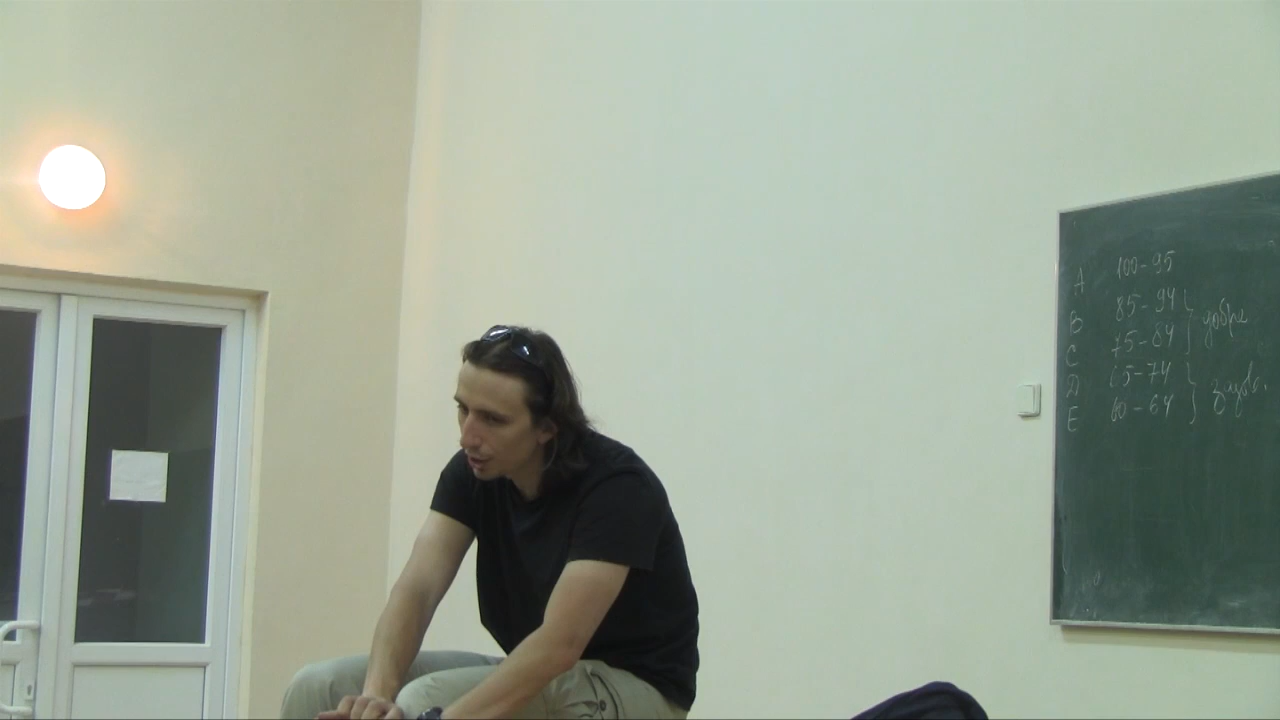 A 100-95
B 85-94 } добре
C 75-84
D 65-74 } задов.
E 60-64